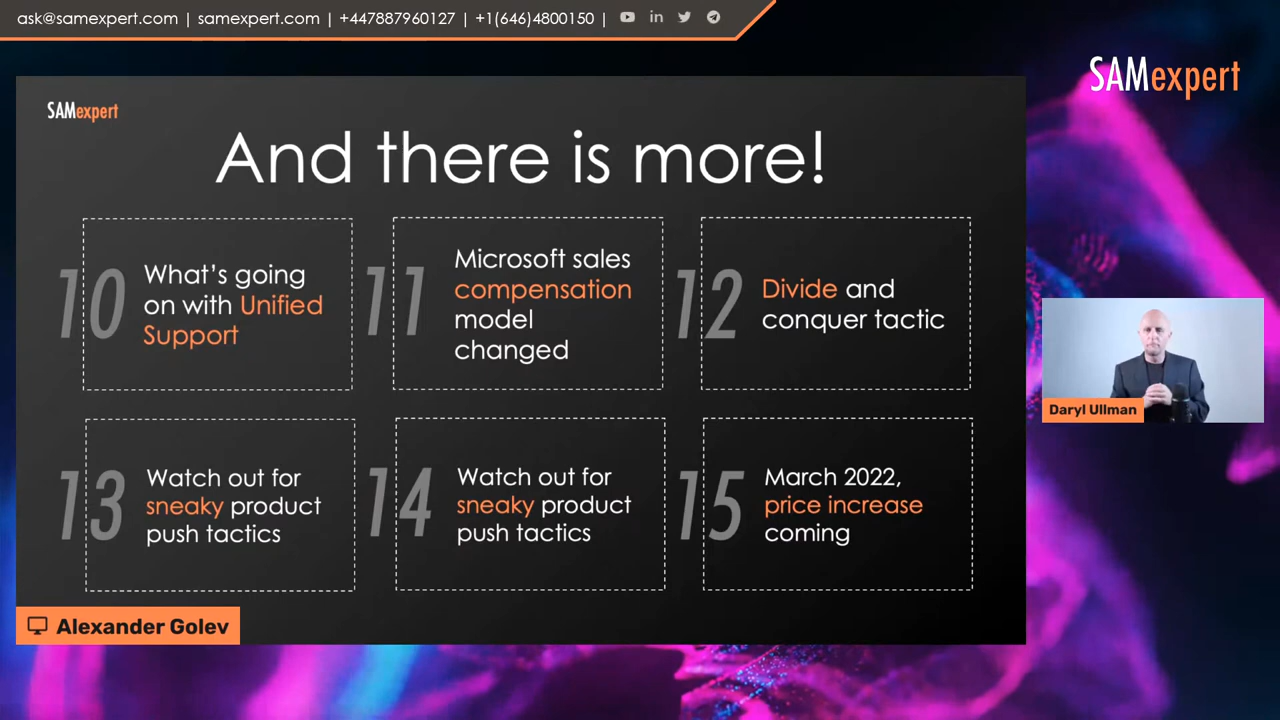 ask@samexpert.com | samexpert.com | +447887960127 | +1(646)4800150 |
SAMexpert
SAMexpert
And there is more!
10
What's going
on with Unified
Support
11
Microsoft sales
compensation
model
changed
12
Divide and
conquer tactic
13
Watch out for
sneaky product
push tactics
14
Watch out for
sneaky product
push tactics
15
March 2022,
price increase
coming
Daryl Ullman
Alexander Golev